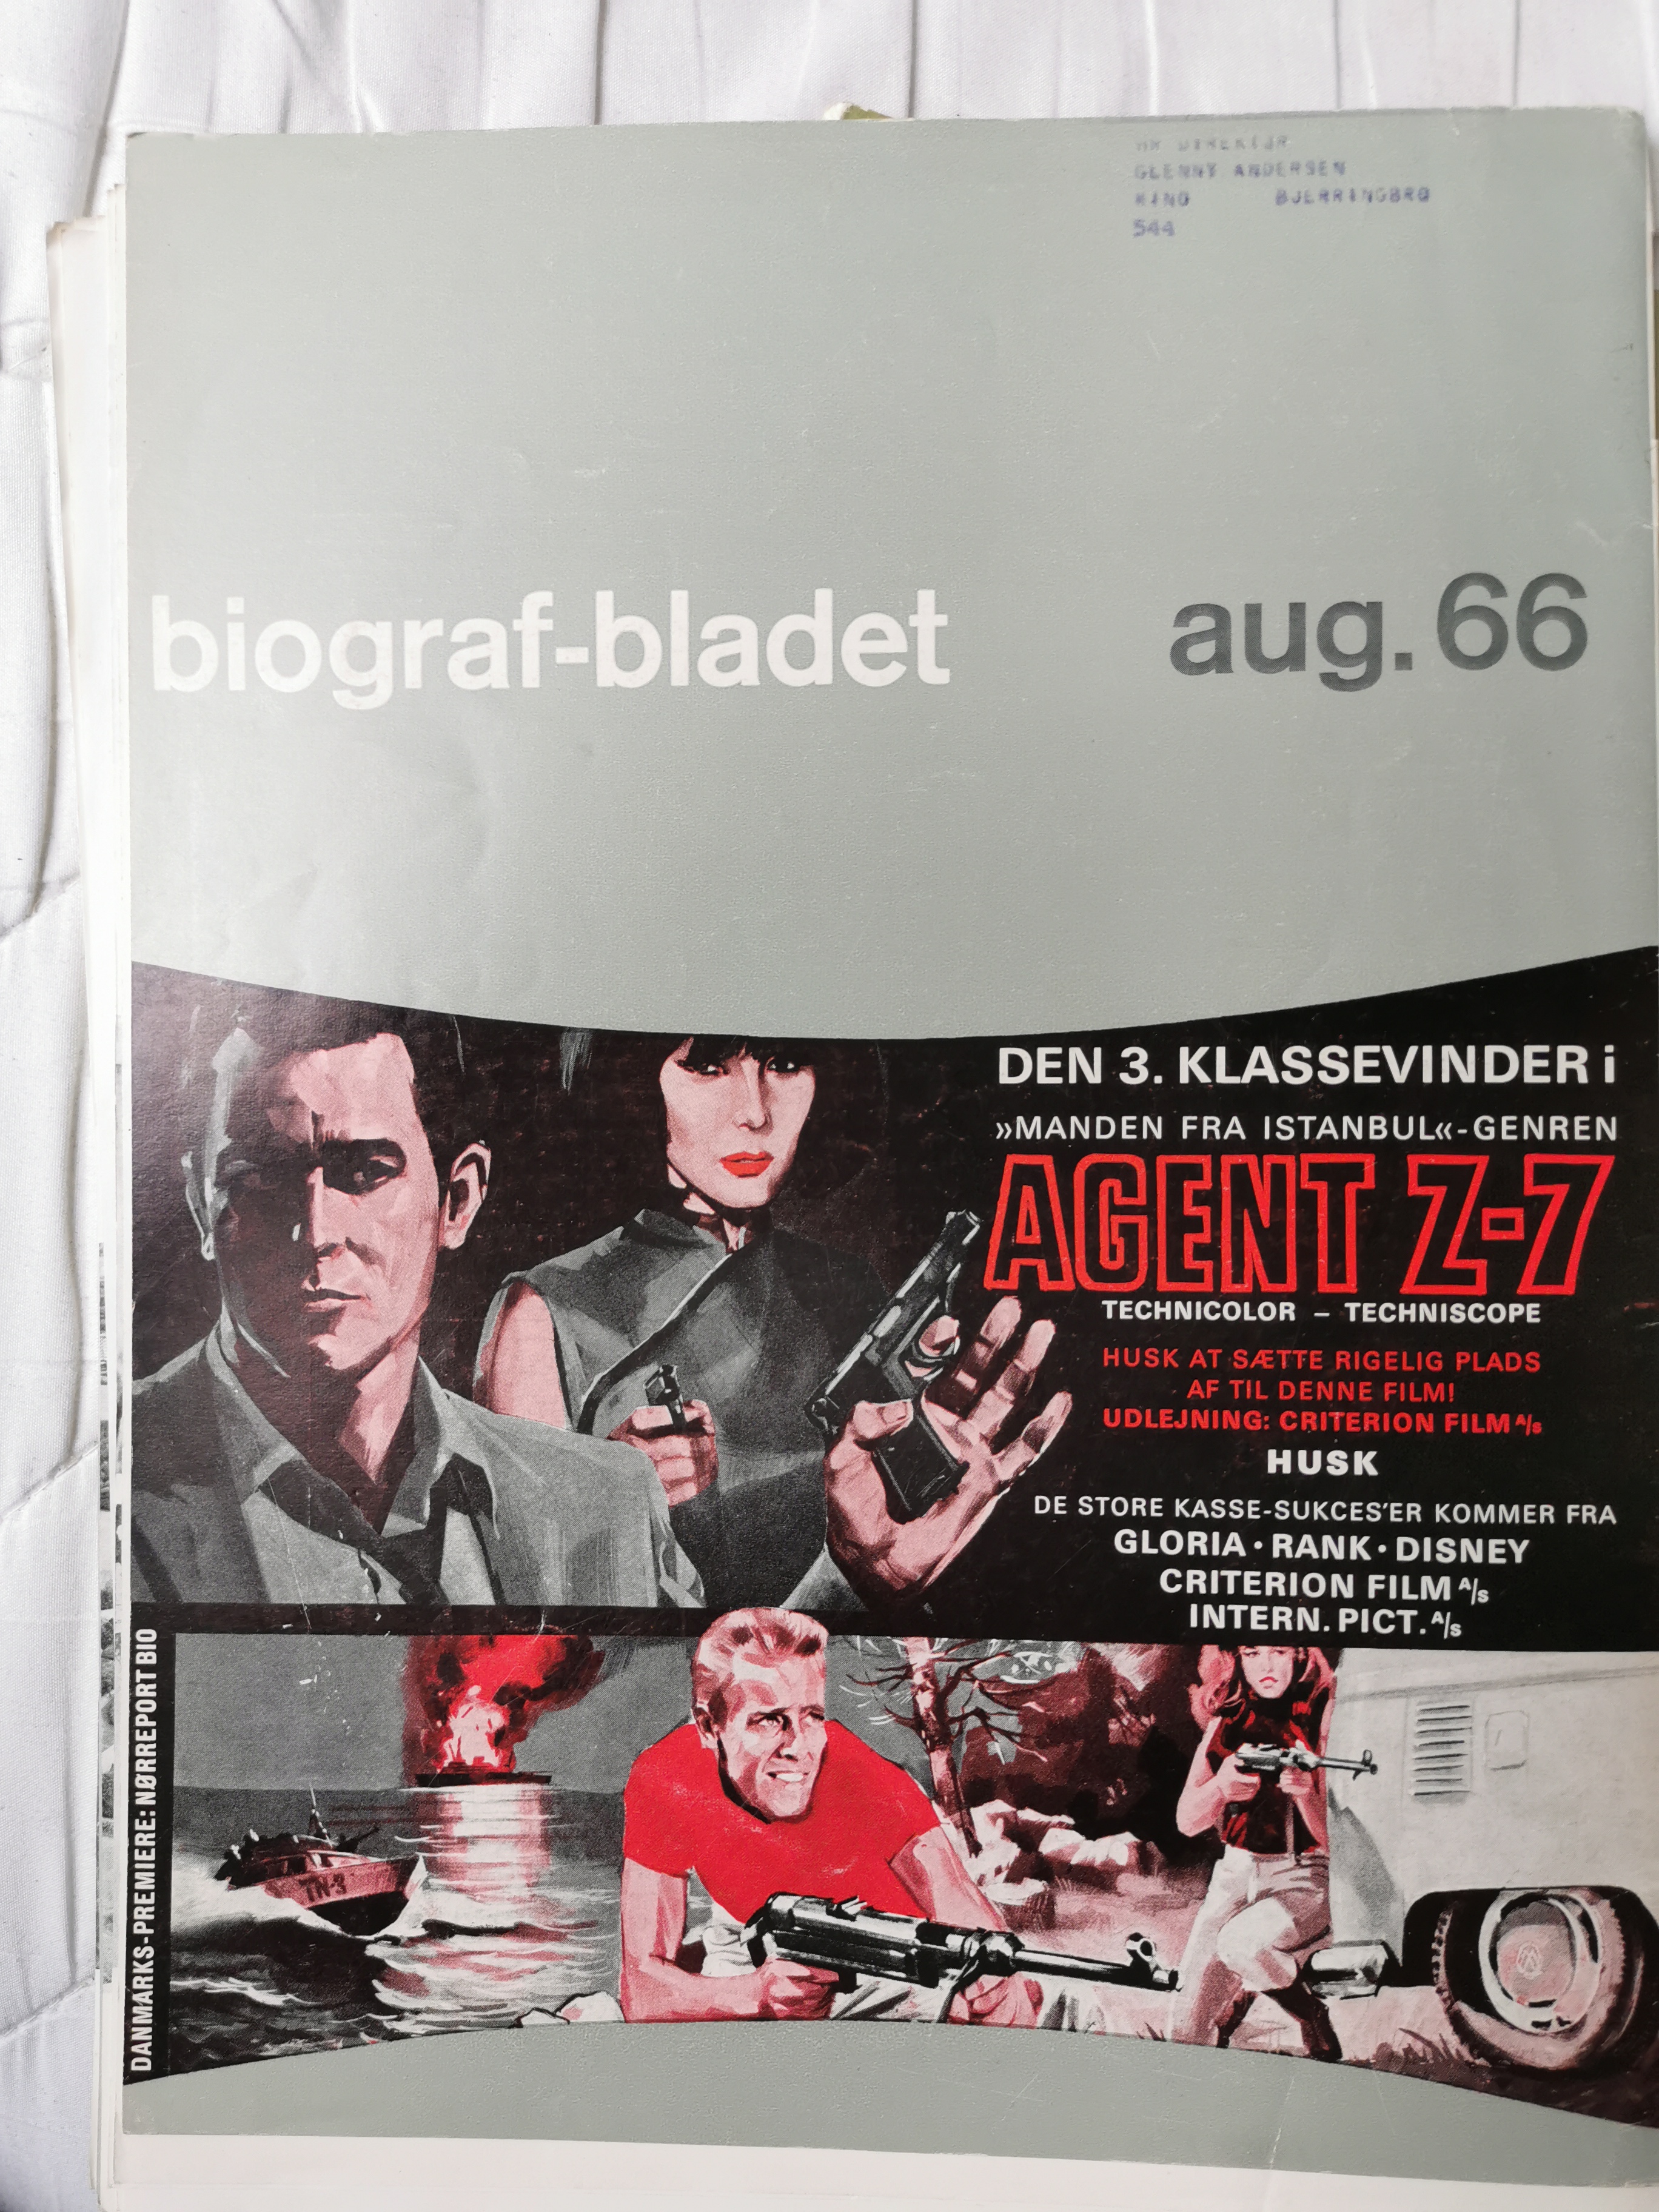 HR DIREKTØR
GLENNY ANDERSEN
KINO BJERRINGBRO
544
biograf-bladet aug. 66
DEN 3. KLASSEVINDER i
»MANDEN FRA ISTANBUL«-GENREN
AGENT Z-7
TECHNICOLOR – TECHNISCOPE
HUSK AT SÆTTE RIGELIG PLADS
AF TIL DENNE FILM!
UDLEJNING: CRITERION FILM A/S
HUSK
DE STORE KASSE-SUKCES'ER KOMMER FRA
GLORIA · RANK · DISNEY
CRITERION FILM A/S
INTERN. PICT. A/S
DANMARKS-PREMIERE: NØRREPORT BIO
TN-3